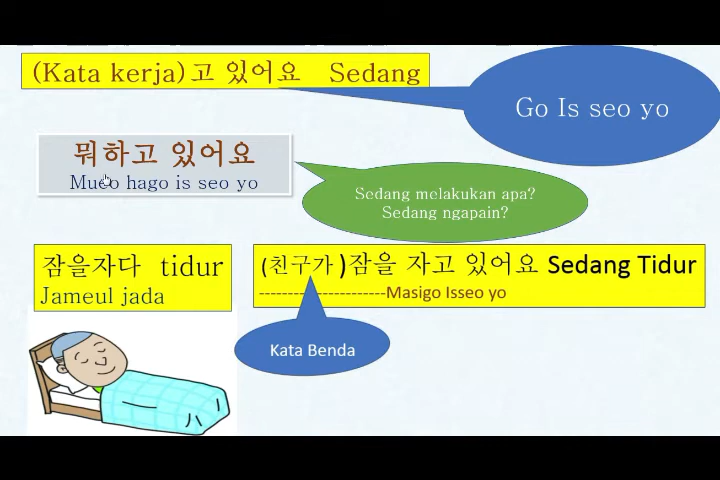 (Kata kerja)고 있어요 Sedang
Go Is seo yo
뭐하고 있어요
Mueo hago is seo yo
Sedang melakukan apa?
Sedang ngapain?
잠을자다 tidur
Jameul jada
(친구가 )잠을 자고 있어요 Sedang Tidur
----------------------Masigo Isseo yo
Kata Benda